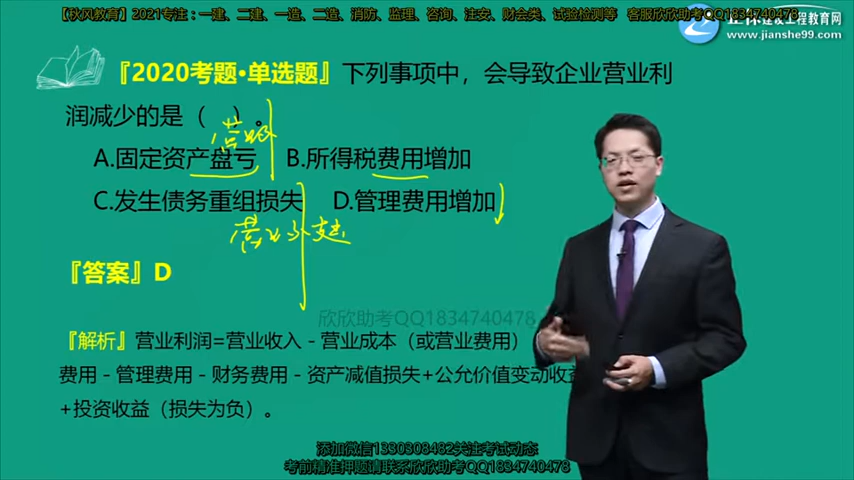 【秋风教育】2021专注：一建、二建、一造、二造、消防、监理、咨询、注安、财会类、试验检测等 客服欣欣助考QQ1834740478
建设工程教育网
www.jianshe99.com
『2020考题·单选题』下列事项中，会导致企业营业利
润减少的是（ ）。
A.固定资产盘亏 B.所得税费用增加
C.发生债务重组损失 D.管理费用增加
营业外支出
『答案』D
欣欣助考QQ1834740478
『解析』营业利润=营业收入－营业成本（或营业费用）
费用－管理费用－财务费用－资产减值损失+公允价值变动收益
+投资收益（损失为负）。
添加微信1330308482关注考试动态
考前精准押题请联系欣欣助考QQ1834740478